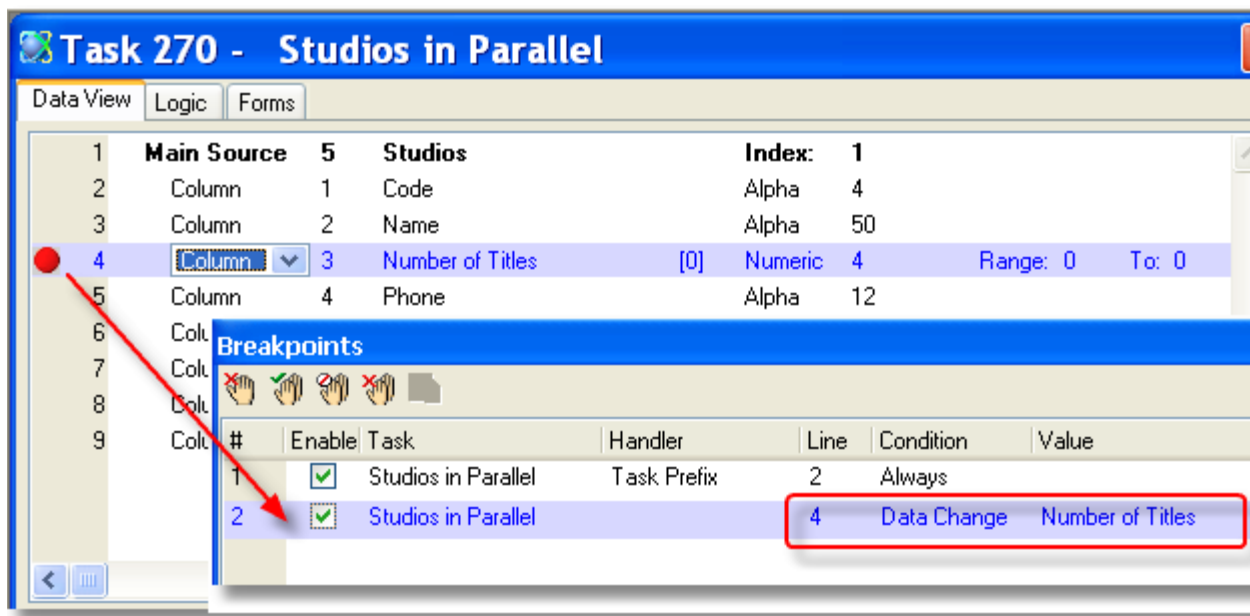 Task 270 - Studios in Parallel
Data View Logic Forms
1 Main Source 5 Studios Index: 1
2 Column 1 Code Alpha 4
3 Column 2 Name Alpha 50
4 Column 3 Number of Titles [0] Numeric 4 Range: 0 To: 0
5 Column 4 Phone Alpha 12
6 Colu
7 Colu
8 Colu
9 Colu
Breakpoints
# Enable Task Handler Line Condition Value
1 Studios in Parallel Task Prefix 2 Always
2 Studios in Parallel 4 Data Change Number of Titles